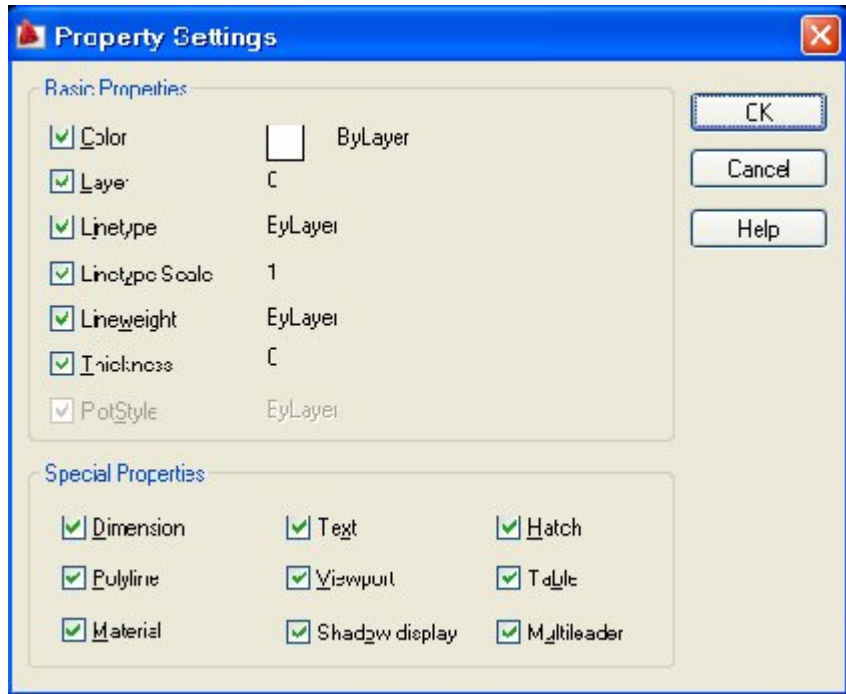 Property Settings
Basic Properties
Color ByLayer
Layer 0
Linetype ByLayer
Linetype Scale 1
Lineweight ByLayer
Thickness 0
PlotStyle ByLayer
OK
Cancel
Help
Special Properties
Dimension Text Hatch
Polyline Viewport Table
Material Shadow display Multileader